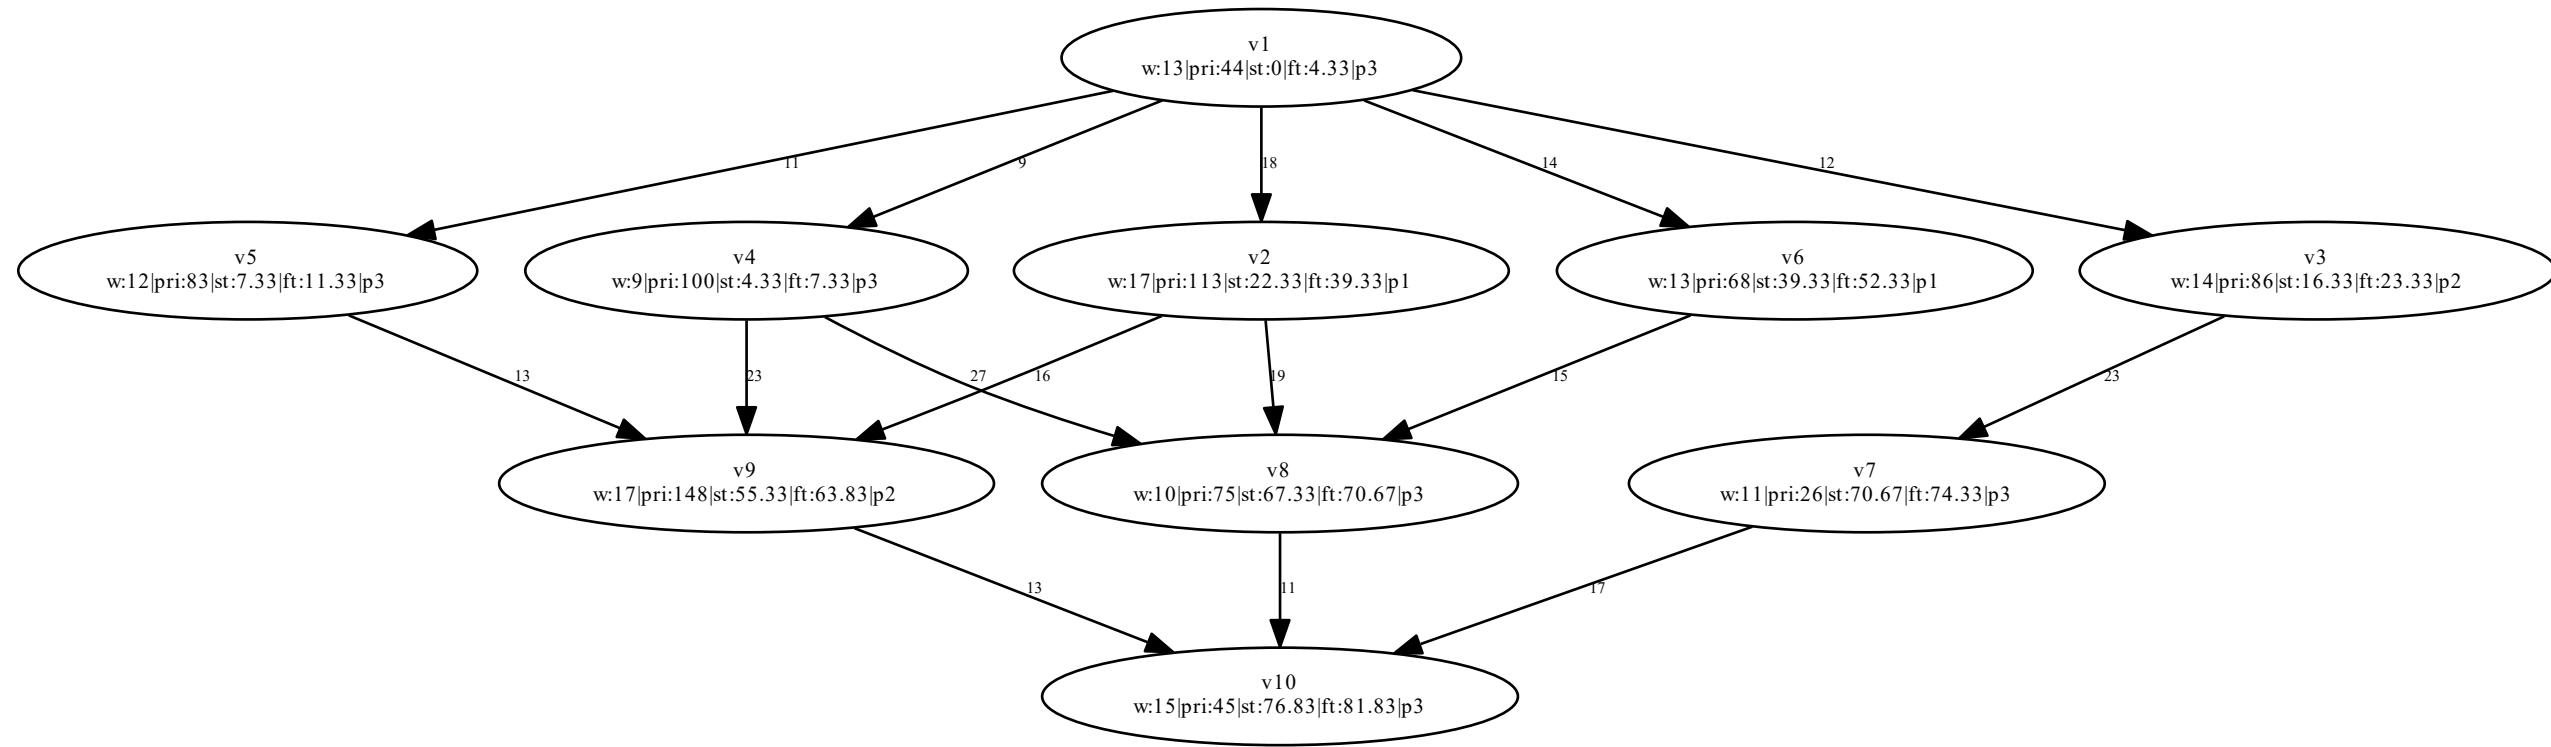 v1
w:13|pri:44|st:0|ft:4.33|p3
11
9
18
14
12
v5
w:12|pri:83|st:7.33|ft:11.33|p3
v4
w:9|pri:100|st:4.33|ft:7.33|p3
v2
w:17|pri:113|st:22.33|ft:39.33|p1
v6
w:13|pri:68|st:39.33|ft:52.33|p1
v3
w:14|pri:86|st:16.33|ft:23.33|p2
13
23
27
16
19
15
23
v9
w:17|pri:148|st:55.33|ft:63.83|p2
v8
w:10|pri:75|st:67.33|ft:70.67|p3
v7
w:11|pri:26|st:70.67|ft:74.33|p3
13
11
17
v10
w:15|pri:45|st:76.83|ft:81.83|p3